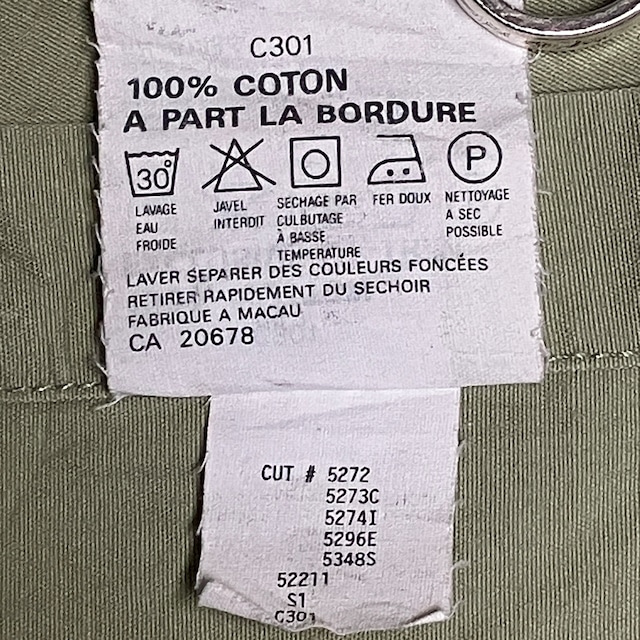 C301
100% COTON
A PART LA BORDURE
30° P
LAVAGE EAU FROIDE
JAVEL INTERDIT
SECHAGE PAR CULBUTAGE À BASSE TEMPERATURE
FER DOUX
NETTOYAGE A SEC POSSIBLE
LAVER SEPARER DES COULEURS FONCÉES
RETIRER RAPIDEMENT DU SECHOIR
FABRIQUE A MACAU
CA 20678
CUT # 5272
5273C
5274I
5296E
5348S
52211
S1
C301